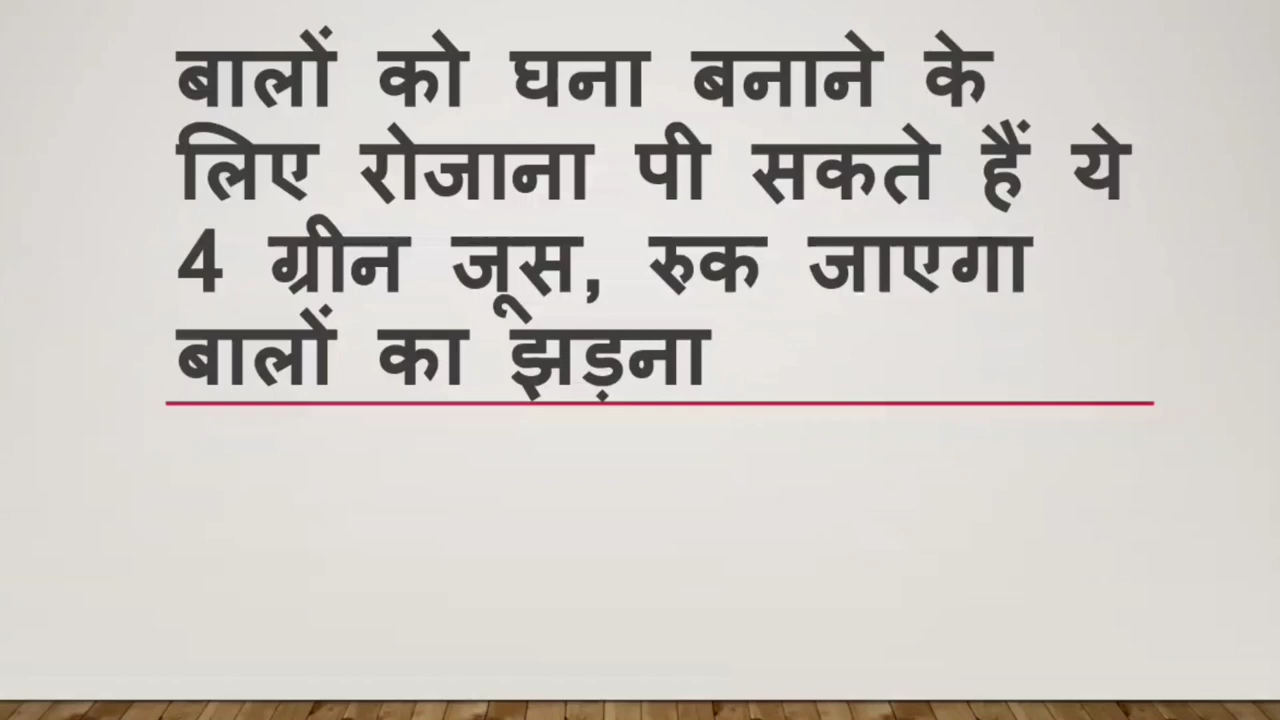 बालों को घना बनाने के
लिए रोजाना पी सकते हैं ये
4 ग्रीन जूस, रुक जाएगा
बालों का झड़ना